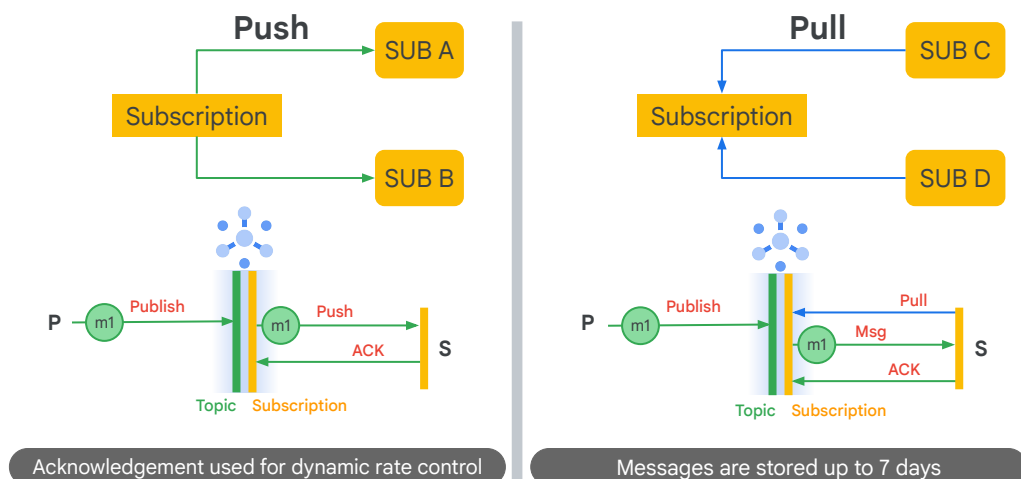 Push
SUB A
Subscription
SUB B
P
m1
Publish
m1
Push
ACK
S
Topic
Subscription
Acknowledgement used for dynamic rate control
Pull
SUB C
Subscription
SUB D
P
m1
Publish
Pull
m1
Msg
ACK
S
Topic
Subscription
Messages are stored up to 7 days